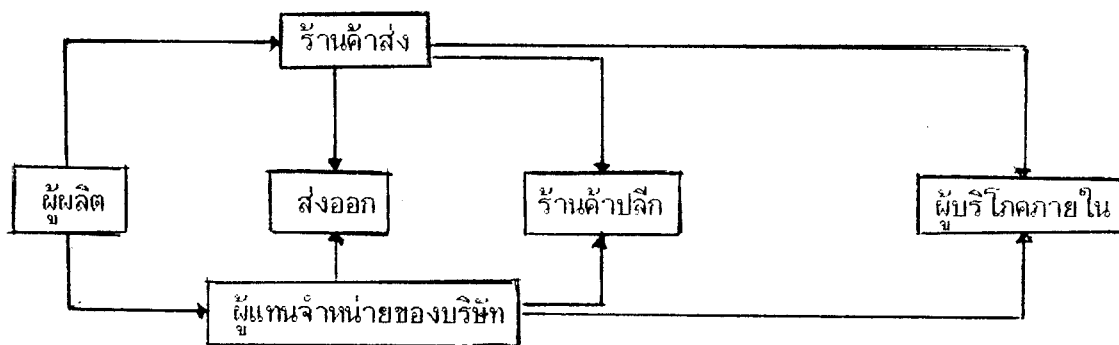 ร้านค้าส่ง
ผู้ผลิต
ส่งออก
ร้านค้าปลีก
ผู้บริโภคภายใน
ผู้แทนจำหน่ายของบริษัท